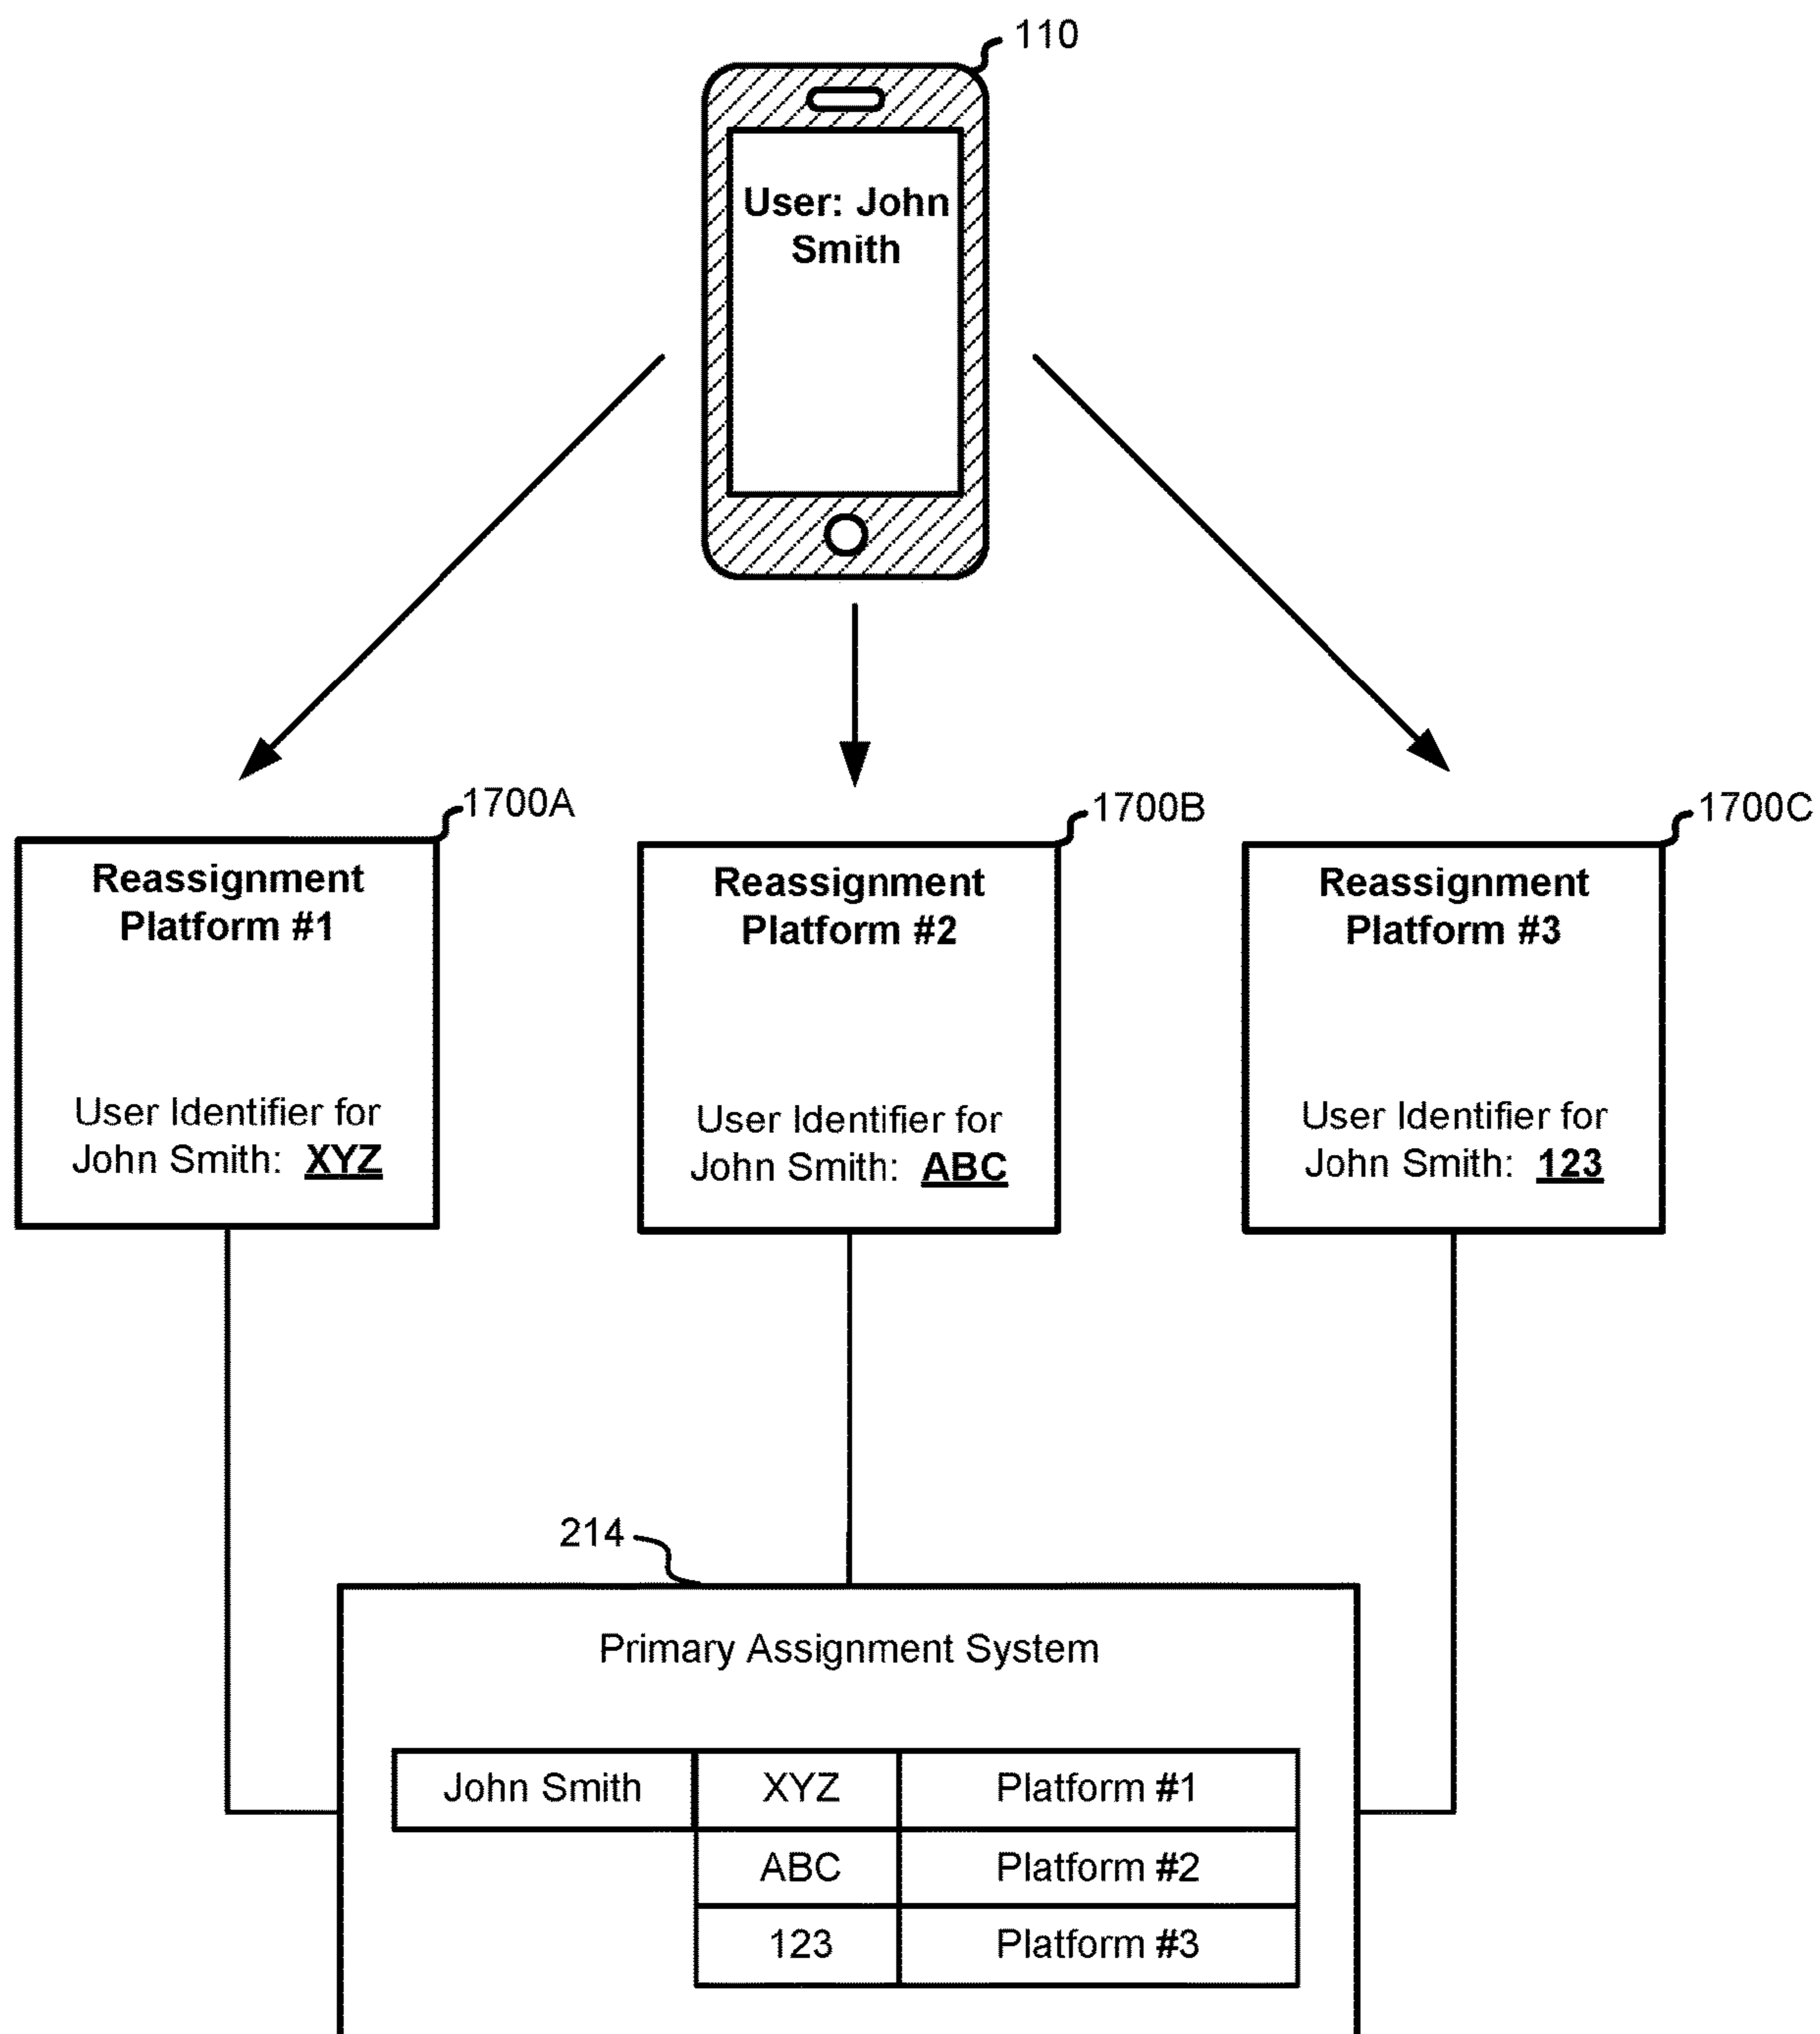 110
User: John
Smith
1700A
1700B
1700C
Reassignment
Platform #1
User Identifier for
John Smith: XYZ
Reassignment
Platform #2
User Identifier for
John Smith: ABC
Reassignment
Platform #3
User Identifier for
John Smith: 123
214
Primary Assignment System
John Smith XYZ Platform #1
ABC Platform #2
123 Platform #3